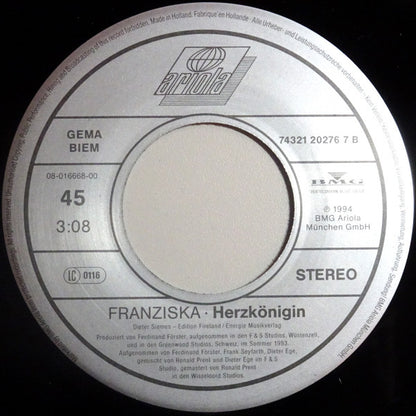 Made in Holland. Fabrique en Hollande · Alle Urheber- und Leistungsschutzrechte vorbehalten.
ariola
GEMA
BIEM
74321 20276 7 B
08-016668-00
45
3:08
BMG
℗ 1994
BMG Ariola
München GmbH
LC 0116
STEREO
FRANZISKA · Herzkönigin
Dieter Siemes – Edition Fireland / Energie Musikverlag
Produziert von Ferdinand Förster, aufgenommen in den F & S Studios, Wüstenzell,
und in den Greenwood Studios, Schweiz, im Sommer 1993.
Aufgenommen von Ferdinand Förster, Frank Seyfarth, Dieter Ege,
gemischt von Ronald Prent und Dieter Ege im F & S
Studio, gemastert von Ronald Prent
in den Wisseloord Studios.